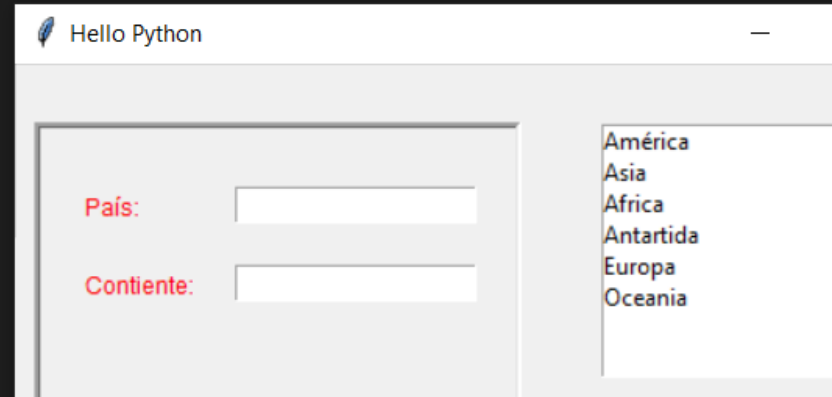 Hello Python
País:
Contiente:
América
Asia
Africa
Antartida
Europa
Oceania